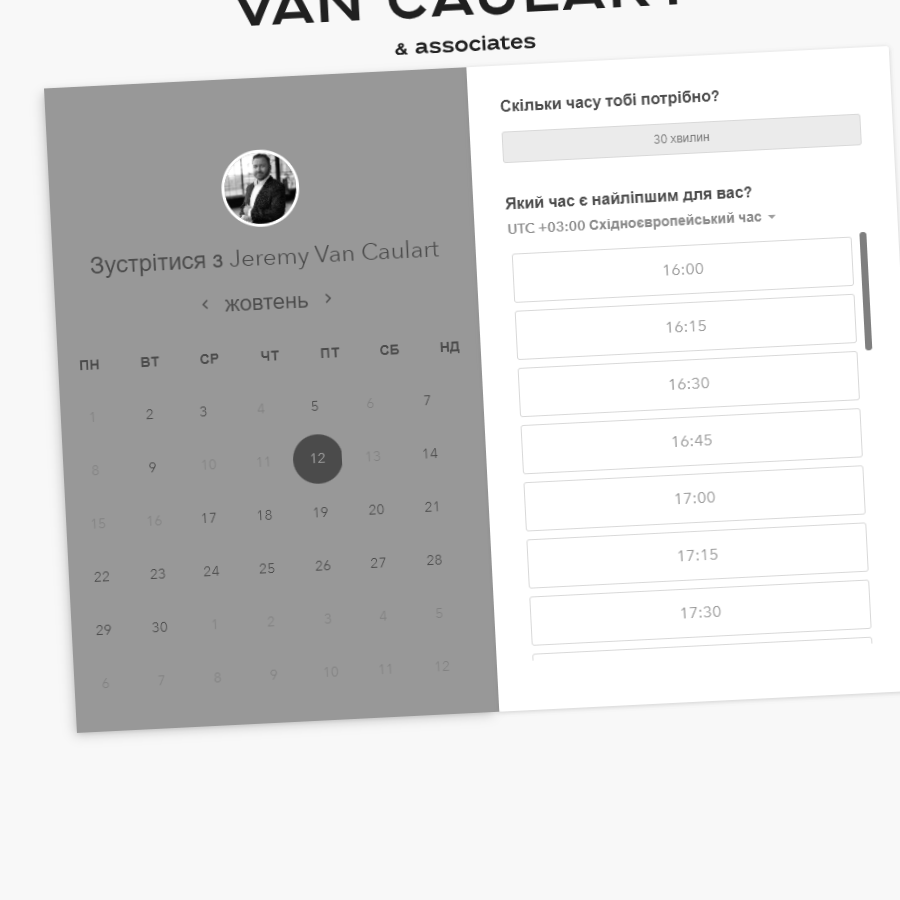 VAN CAULART
& associates
Зустрітися з Jeremy Van Caulart
жовтень
ПН ВТ СР ЧТ ПТ СБ НД
1 2 3 4 5 6 7
8 9 10 11 12 13 14
15 16 17 18 19 20 21
22 23 24 25 26 27 28
29 30 1 2 3 4 5
6 7 8 9 10 11 12
Скільки часу тобі потрібно?
30 хвилин
Який час є найліпшим для вас?
UTC +03:00 Східноєвропейський час
16:00
16:15
16:30
16:45
17:00
17:15
17:30